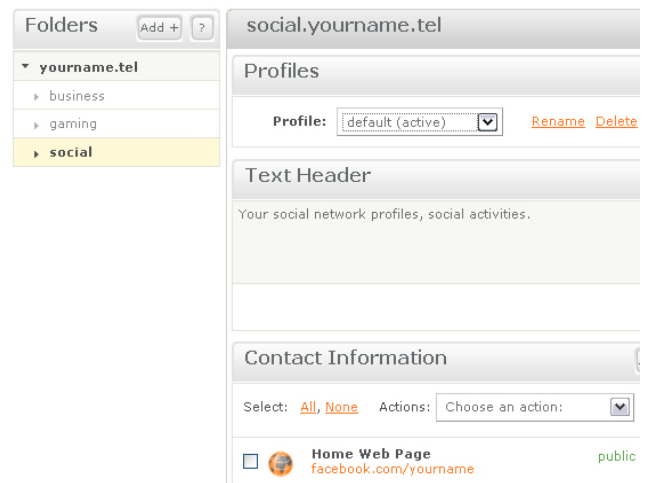 Folders
Add +
?
yourname.tel
business
gaming
social
social.yourname.tel
Profiles
Profile: default (active) Rename Delete
Text Header
Your social network profiles, social activities.
Contact Information
Select: All, None Actions: Choose an action:
Home Web Page public
facebook.com/yourname